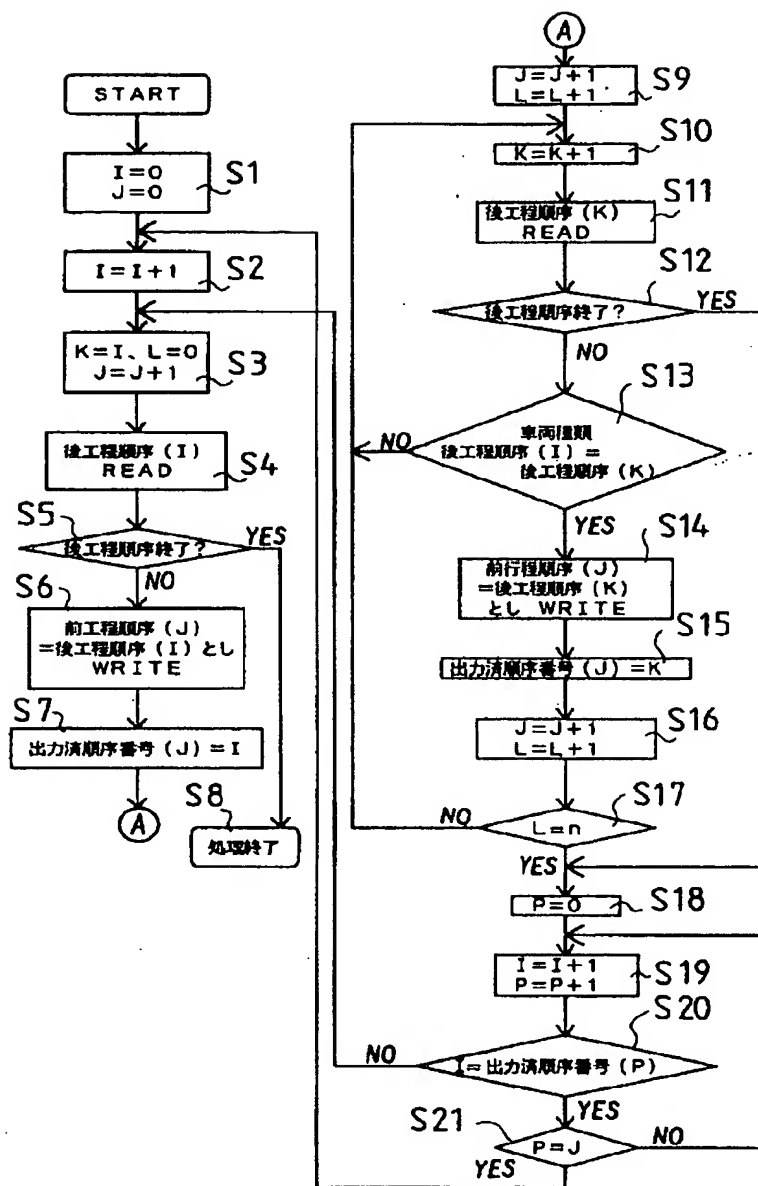 START
I=0
J=0
S1
I=I+1
S2
K=I、L=0
J=J+1
S3
後工程順序(I)
READ
S4
S5
後工程順序終了?
YES
NO
S6
前工程順序(J)
=後工程順序(I)とし
WRITE
S7
出力済順序番号(J)=I
A
S8
処理終了
A
J=J+1
L=L+1
S9
S10
K=K+1
S11
後工程順序(K)
READ
S12
後工程順序終了?
YES
NO
S13
車両種類
後工程順序(I)=
後工程順序(K)
NO
YES
S14
前行程順序(J)
=後工程順序(K)
とし WRITE
S15
出力済順序番号(J)=K
S16
J=J+1
L=L+1
S17
NO
L=n
YES
P=0
S18
I=I+1
P=P+1
S19
S20
NO
I=出力済順序番号(P)
YES
S21
P=J
NO
YES